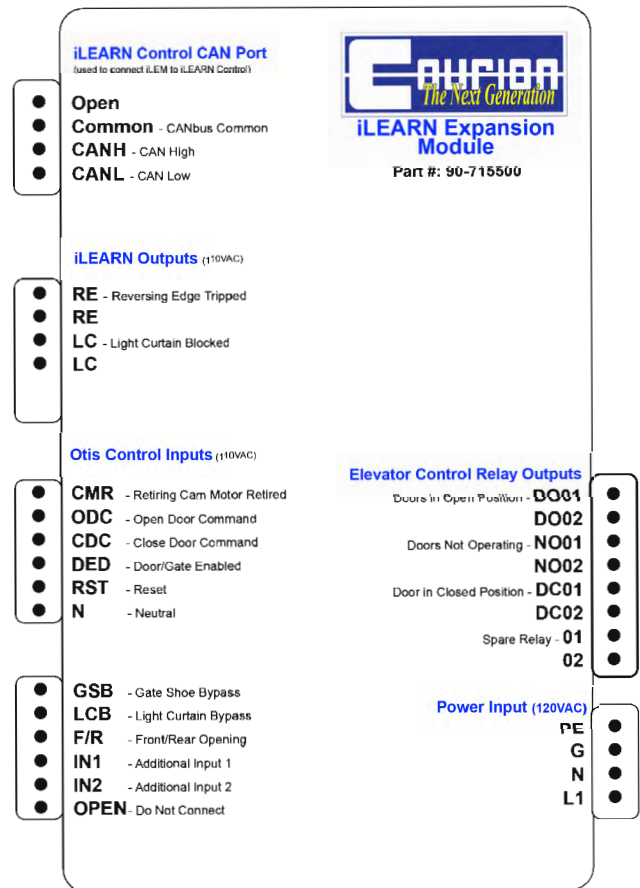 iLEARN Control CAN Port
(used to connect iLEM to iLEARN Control)
Open
Common - CANbus Common
CANH - CAN High
CANL - CAN Low
Courion
The Next Generation
iLEARN Expansion
Module
Part #: 90-715500
iLEARN Outputs (110VAC)
RE - Reversing Edge Tripped
RE
LC - Light Curtain Blocked
LC
Otis Control Inputs (110VAC)
CMR - Retiring Cam Motor Retired
ODC - Open Door Command
CDC - Close Door Command
DED - Door/Gate Enabled
RST - Reset
N - Neutral
GSB - Gate Shoe Bypass
LCB - Light Curtain Bypass
F/R - Front/Rear Opening
IN1 - Additional Input 1
IN2 - Additional Input 2
OPEN - Do Not Connect
Elevator Control Relay Outputs
Doors in Open Position - DO01
DO02
Doors Not Operating - NO01
NO02
Door in Closed Position - DC01
DC02
Spare Relay - 01
02
Power Input (120VAC)
PE
G
N
L1